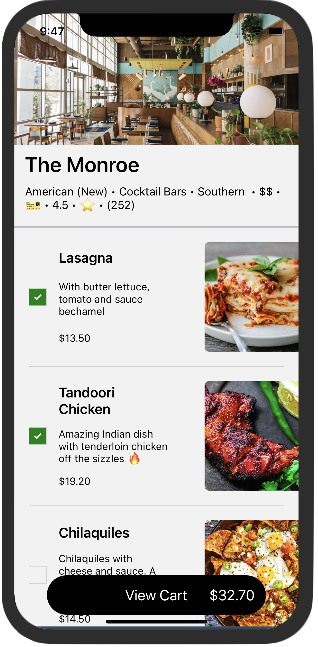 9:47
The Monroe
American (New) • Cocktail Bars • Southern • $$ •
🎫 • 4.5 • ⭐ • (252)
Lasagna
With butter lettuce,
tomato and sauce
bechamel
$13.50
Tandoori
Chicken
Amazing Indian dish
with tenderloin chicken
off the sizzles 🔥
$19.20
Chilaquiles
Chilaquiles with
cheese and sauce. A
View Cart $32.70
$14.50